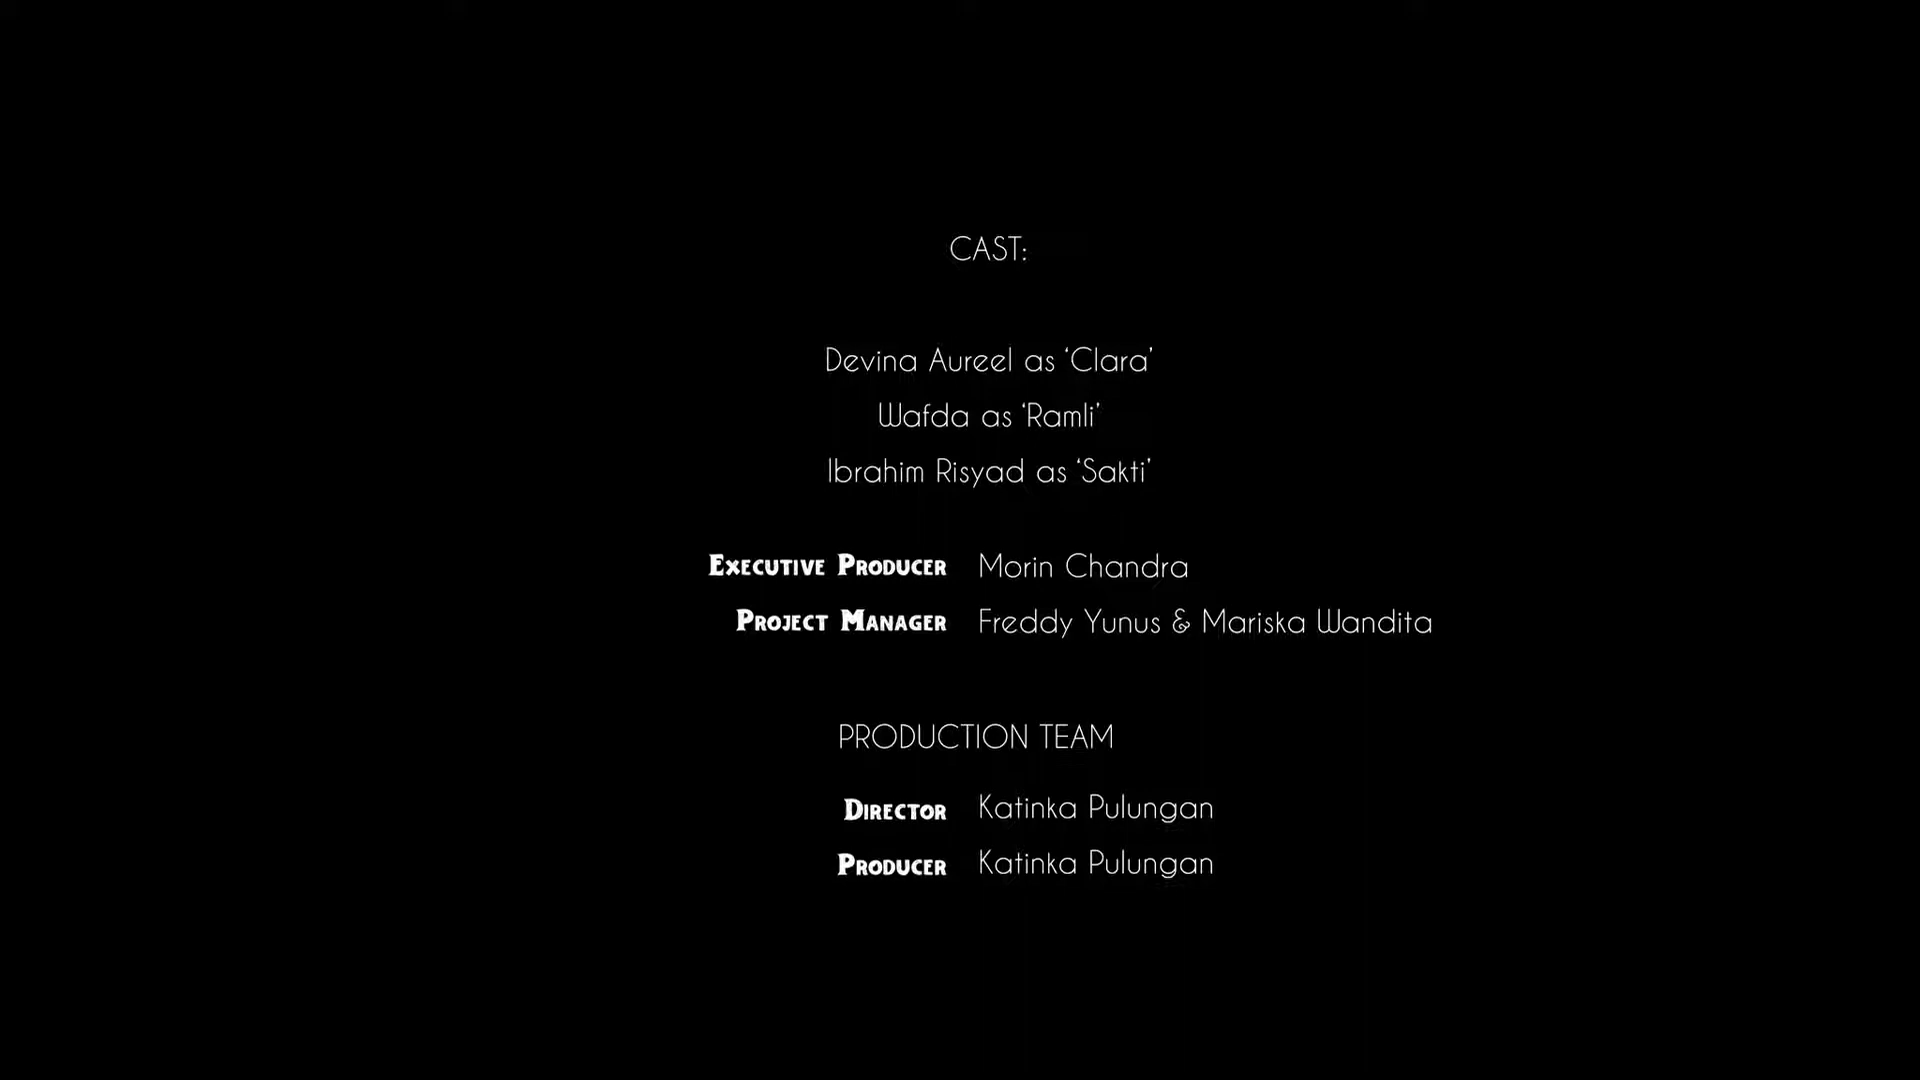 CAST:
Devina Aureel as ‘Clara’
Wafda as ‘Ramli’
Ibrahim Risyad as ‘Sakti’
Executive Producer Morin Chandra
Project Manager Freddy Yunus & Mariska Wandita
PRODUCTION TEAM
Director Katinka Pulungan
Producer Katinka Pulungan